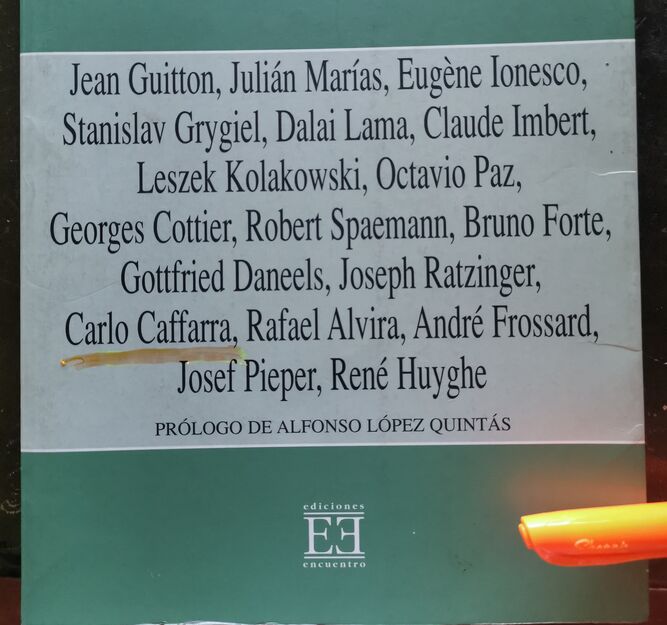 Jean Guitton, Julián Marías, Eugène Ionesco,
Stanislav Grygiel, Dalai Lama, Claude Imbert,
Leszek Kolakowski, Octavio Paz,
Georges Cottier, Robert Spaemann, Bruno Forte,
Gottfried Daneels, Joseph Ratzinger,
Carlo Caffarra, Rafael Alvira, André Frossard,
Josef Pieper, René Huyghe
PRÓLOGO DE ALFONSO LÓPEZ QUINTÁS
ediciones
EE
encuentro